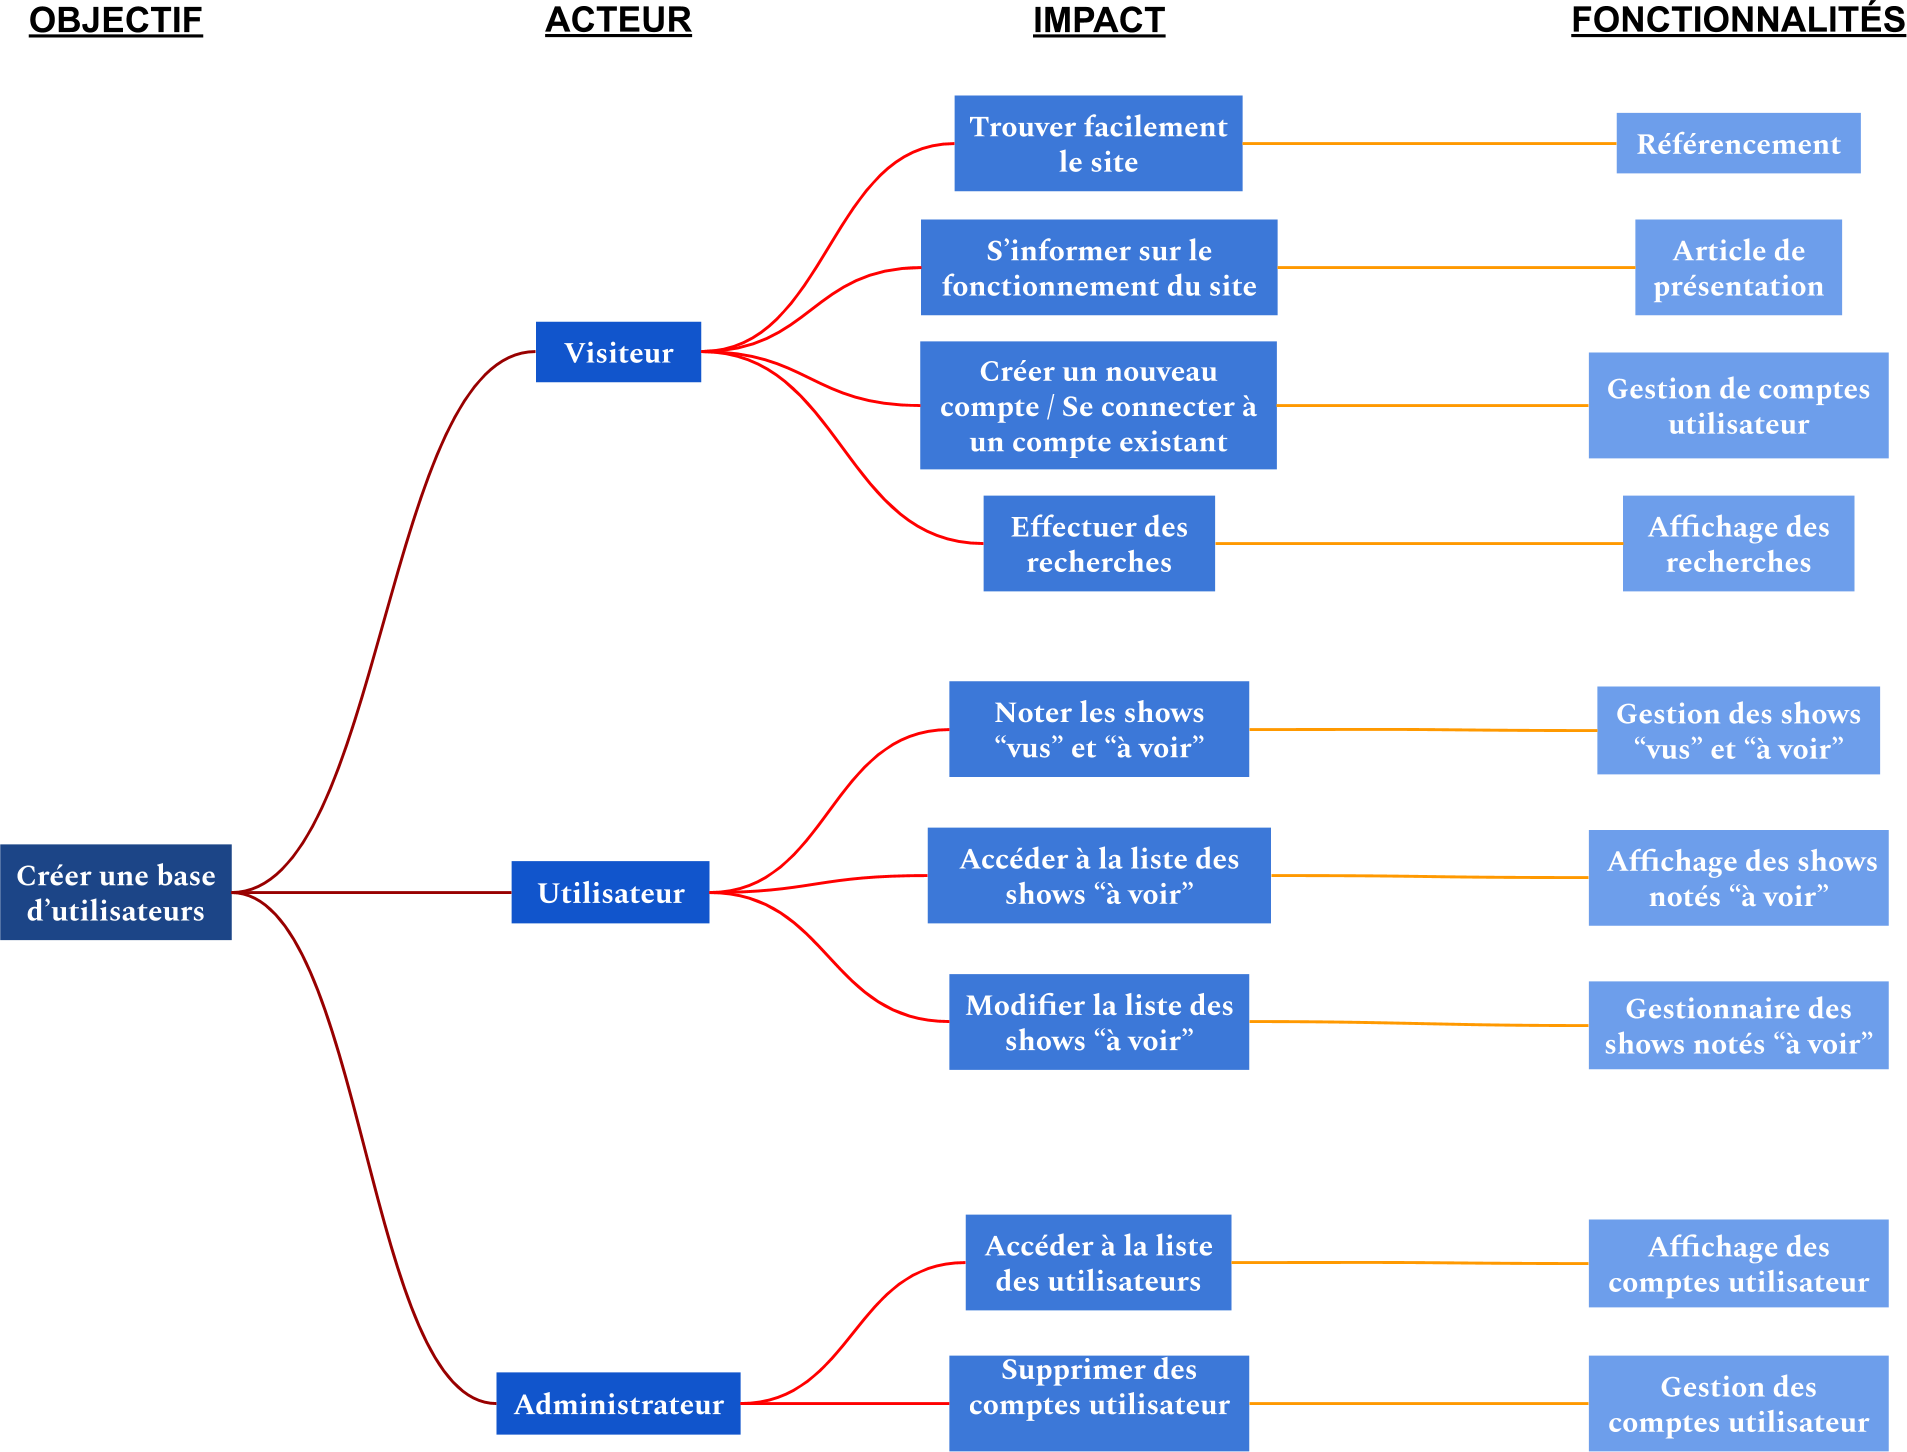 OBJECTIF
ACTEUR
IMPACT
FONCTIONNALITÉS
Trouver facilement
le site
Référencement
S’informer sur le
fonctionnement du site
Article de
présentation
Visiteur
Créer un nouveau
compte / Se connecter à
un compte existant
Gestion de comptes
utilisateur
Effectuer des
recherches
Affichage des
recherches
Noter les shows
“vus” et “à voir”
Gestion des shows
“vus” et “à voir”
Créer une base
d’utilisateurs
Utilisateur
Accéder à la liste des
shows “à voir”
Affichage des shows
notés “à voir”
Modifier la liste des
shows “à voir”
Gestionnaire des
shows notés “à voir”
Accéder à la liste
des utilisateurs
Affichage des
comptes utilisateur
Administrateur
Supprimer des
comptes utilisateur
Gestion des
comptes utilisateur